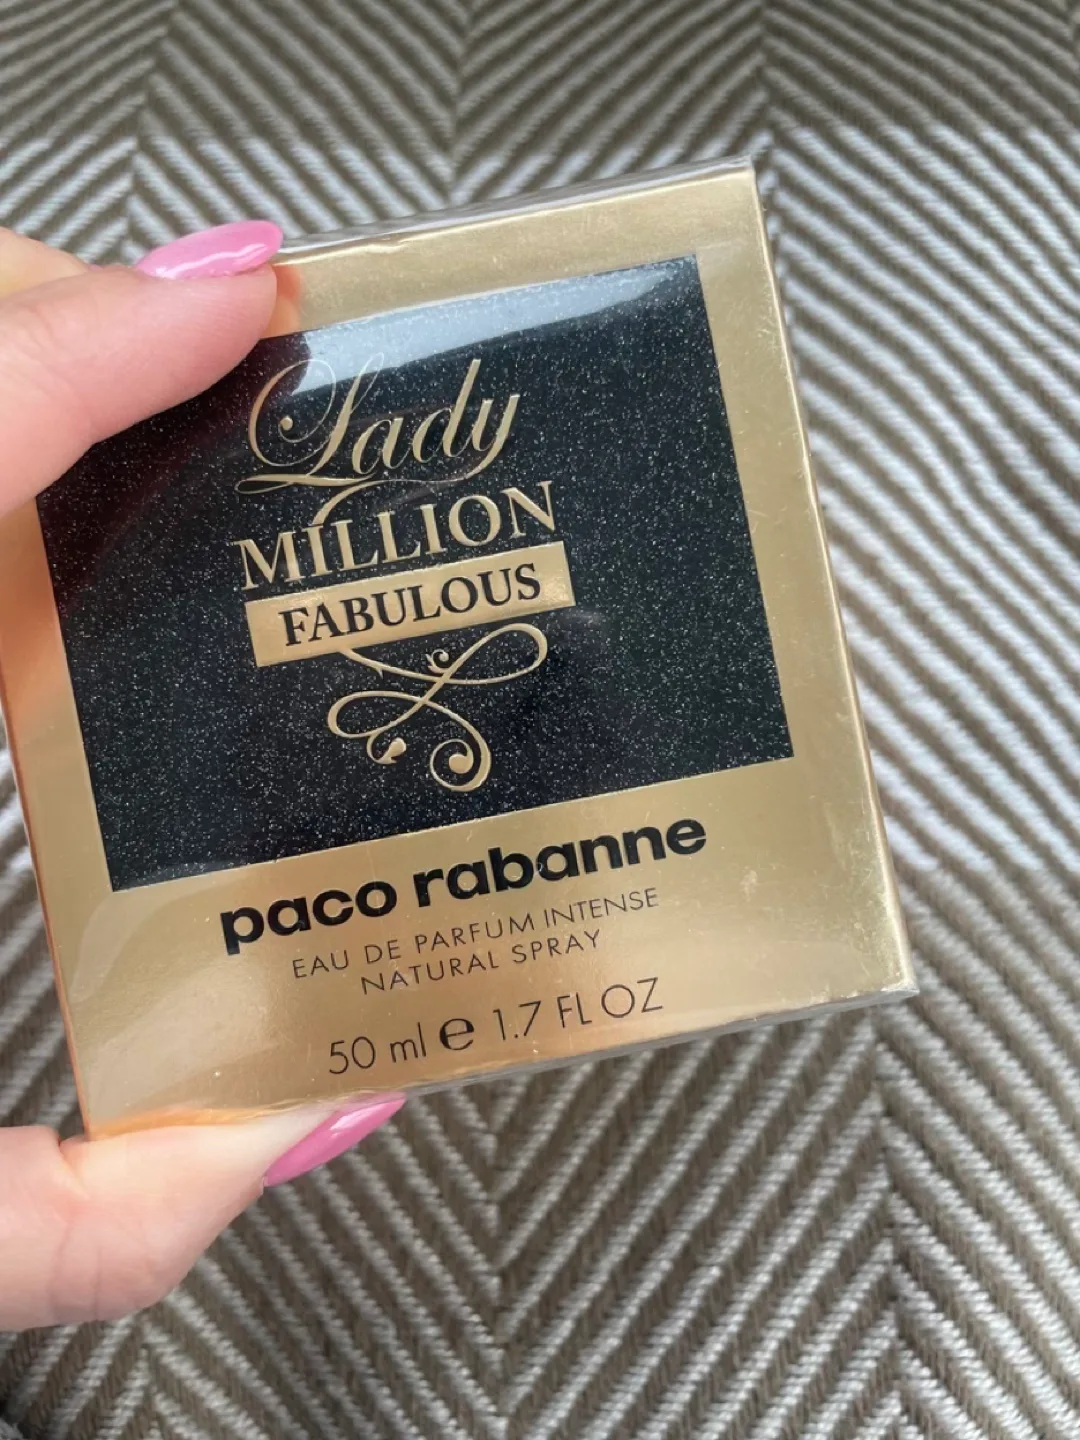 Lady
MILLION
FABULOUS
paco rabanne
EAU DE PARFUM INTENSE
NATURAL SPRAY
50 ml ℮ 1.7 FL OZ